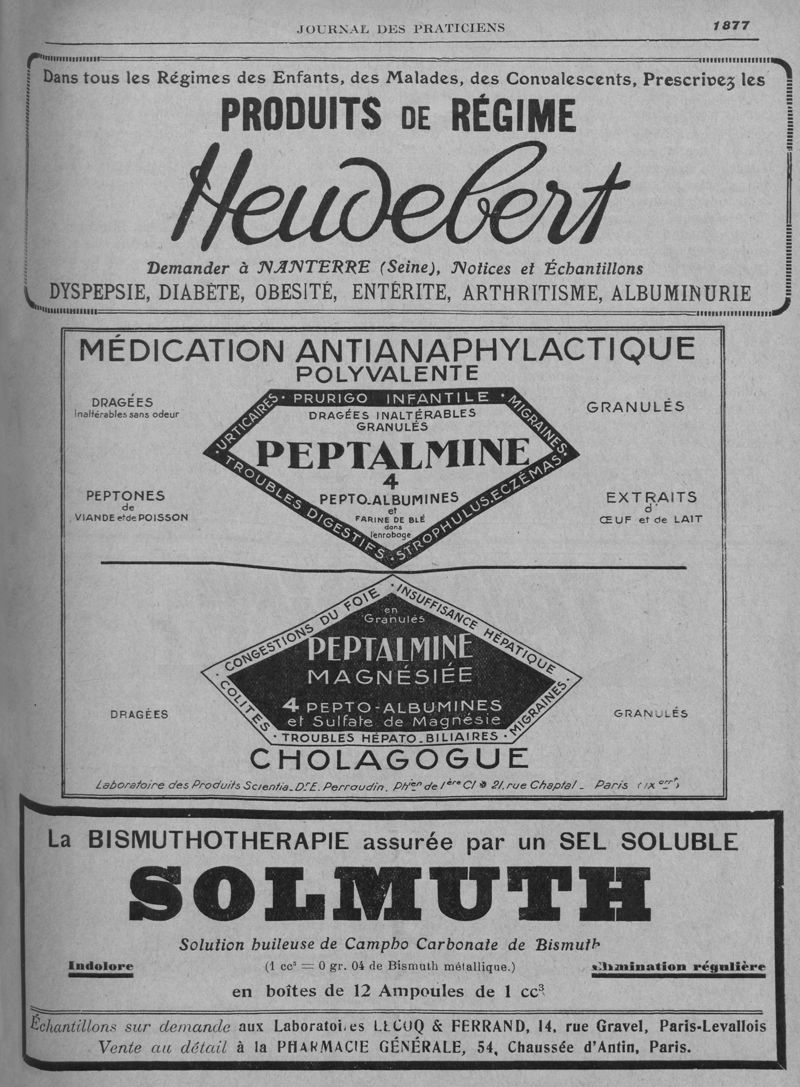 JOURNAL DES PRATICIENS
1877
Dans tous les Régimes des Enfants, des Malades, des Convalescents, Prescrivez les
PRODUITS DE RÉGIME
Heudebert
Demander à NANTERRE (Seine), Notices et Échantillons
DYSPEPSIE, DIABÈTE, OBESITÉ, ENTÉRITE, ARTHRITISME, ALBUMINURIE
MÉDICATION ANTIANAPHYLACTIQUE
POLYVALENTE
DRAGÉES
Inaltérables sans odeur
PEPTONES
de
VIANDE et de POISSON
URTICAIRES · PRURIGO INFANTILE · MIGRAINES
DRAGÉES INALTÉRABLES
GRANULÉS
PEPTALMINE
4
PEPTO-ALBUMINES
et
FARINE DE BLÉ
dans
l'enrobage
TROUBLES DIGESTIFS · STROPHULUS · ECZÉMAS
GRANULÉS
EXTRAITS
d'
ŒUF et de LAIT
CONGESTIONS DU FOIE · INSUFFISANCE HÉPATIQUE
en
Granulés
PEPTALMINE
MAGNÉSIÉE
4 PEPTO-ALBUMINES
et Sulfate de Magnésie
COLITES · TROUBLES HÉPATO-BILIAIRES · MIGRAINES
DRAGÉES
GRANULÉS
CHOLAGOGUE
Laboratoire des Produits Scientia_Dr E. Perraudin. Phien de 1ère Cl 21, rue Chaptal _ Paris (IX arrt)
La BISMUTHOTHERAPIE assurée par un SEL SOLUBLE
SOLMUTH
Solution huileuse de Campho Carbonate de Bismuth
Indolore
(1 cc³ = 0 gr. 04 de Bismuth métallique.)
Élimination régulière
en boîtes de 12 Ampoules de 1 cc³
Échantillons sur demande aux Laboratoires LECOQ & FERRAND, 14, rue Gravel, Paris-Levallois
Vente au détail à la PHARMACIE GÉNÉRALE, 54, Chaussée d'Antin, Paris.